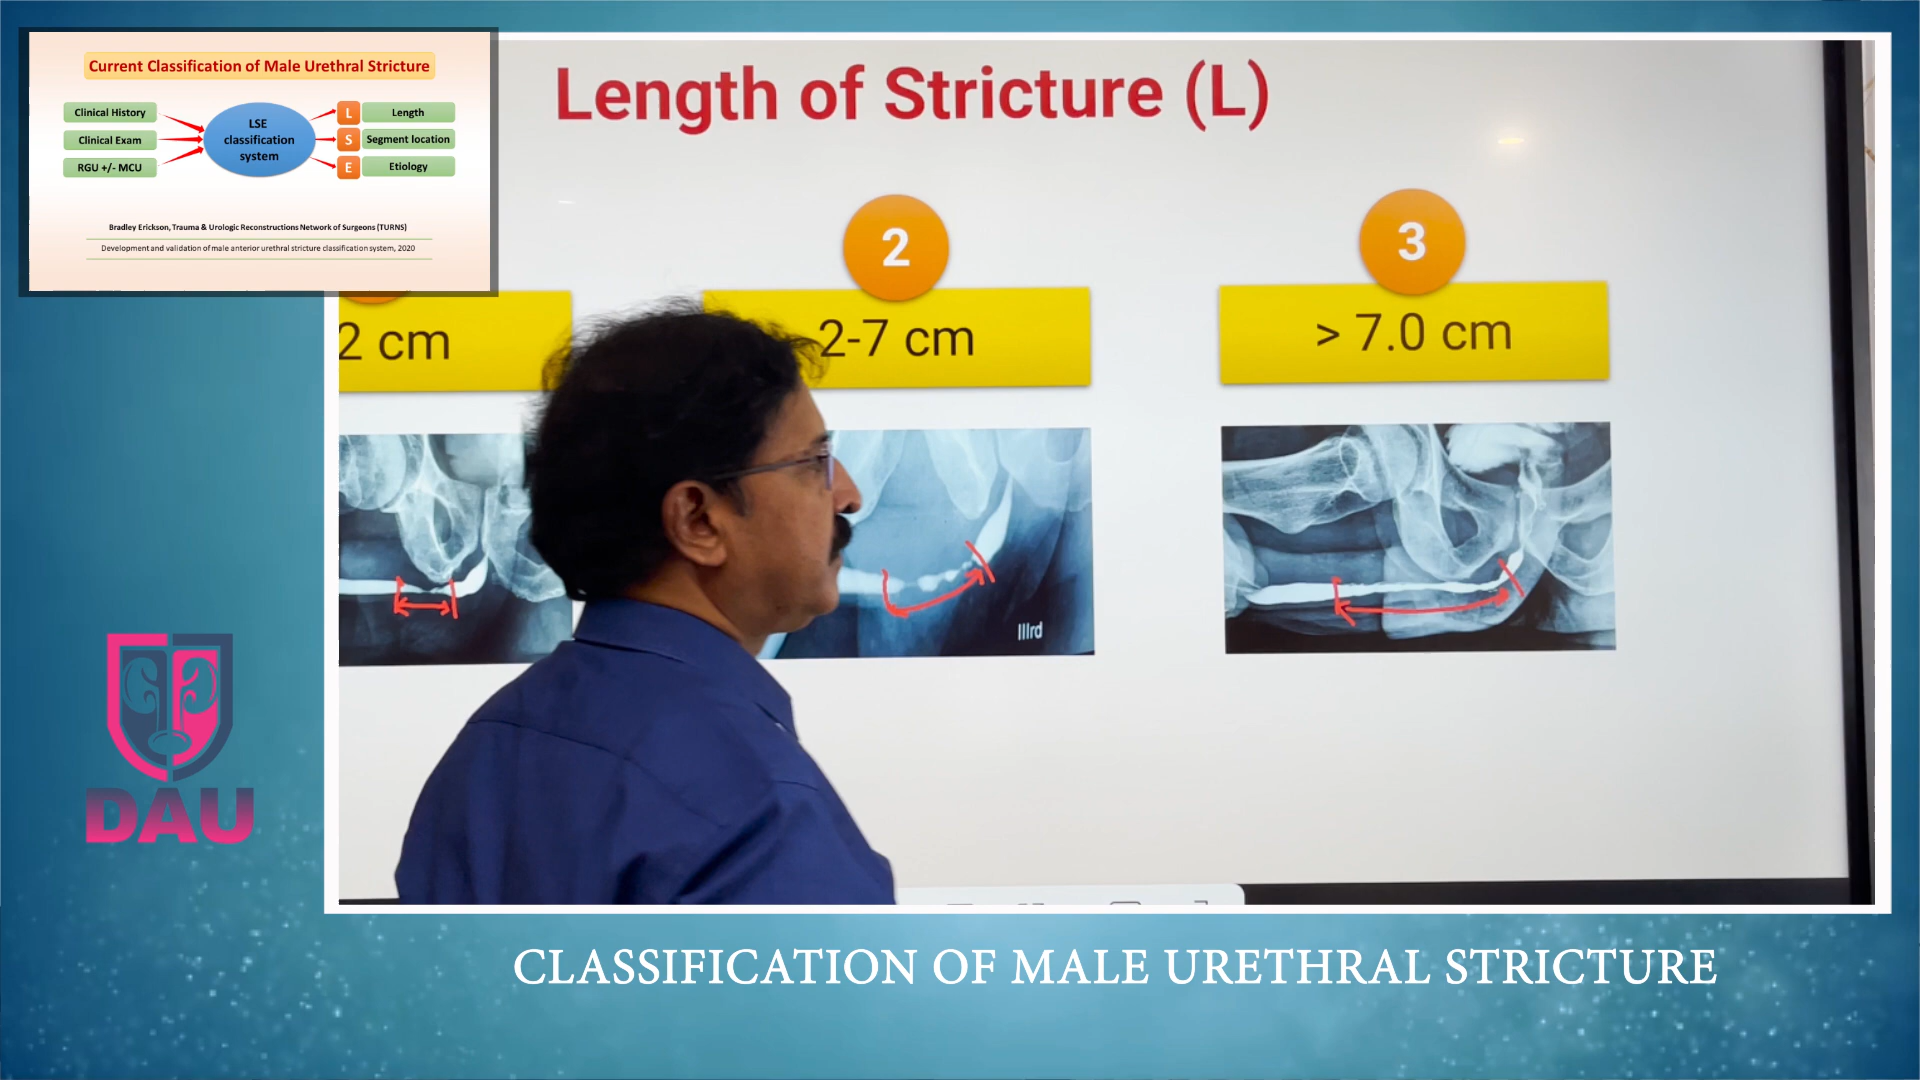 Current Classification of Male Urethral Stricture
Clinical History
Clinical Exam
RGU +/- MCU
LSE
classification
system
L
Length
S
Segment location
E
Etiology
Bradley Erickson, Trauma & Urologic Reconstructions Network of Surgeons (TURNS)
Development and validation of male anterior urethral stricture classification system, 2020
Length of Stricture (L)
2
3
2 cm
2-7 cm
> 7.0 cm
IIIrd
DAU
CLASSIFICATION OF MALE URETHRAL STRICTURE